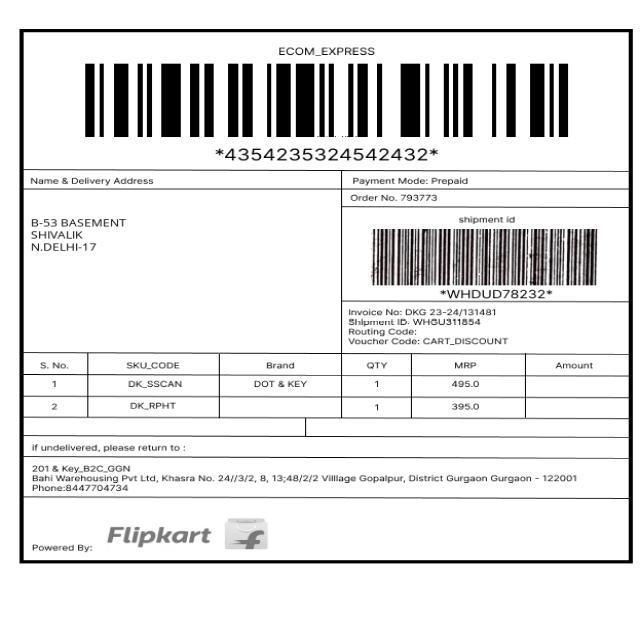 ECOM_EXPRESS
*4354235324542432*
Name & Delivery Address
Payment Mode: Prepaid
Order No. 793773
B-53 BASEMENT
SHIVALIK
N.DELHI-17
shipment id
*WHDUD78232*
Invoice No: DKG 23-24/131481
Shipment ID: WHGU311854
Routing Code:
Voucher Code: CART_DISCOUNT
S. No. SKU_CODE Brand QTY MRP Amount
1 DK_SSCAN DOT & KEY 1 495.0
2 DK_RPHT 1 395.0
if undelivered, please return to :
201 & Key_B2C_GGN
Bahi Warehousing Pvt Ltd, Khasra No. 24//3/2, 8, 13;48/2/2 Villlage Gopalpur, District Gurgaon Gurgaon - 122001
Phone:8447704734
Powered By: Flipkart